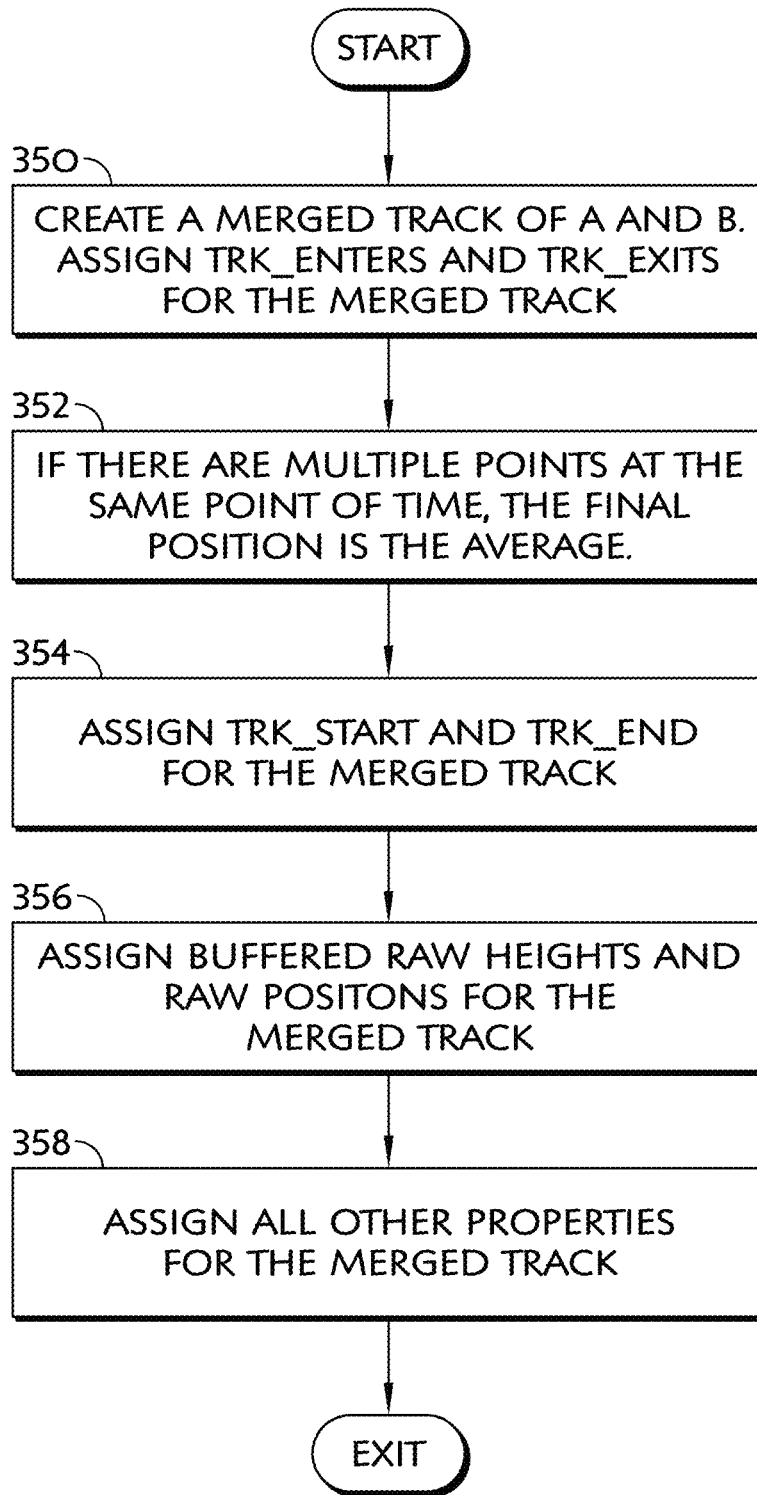 START
350
CREATE A MERGED TRACK OF A AND B.
ASSIGN TRK_ENTERS AND TRK_EXITS
FOR THE MERGED TRACK
352
IF THERE ARE MULTIPLE POINTS AT THE
SAME POINT OF TIME, THE FINAL
POSITION IS THE AVERAGE.
354
ASSIGN TRK_START AND TRK_END
FOR THE MERGED TRACK
356
ASSIGN BUFFERED RAW HEIGHTS AND
RAW POSITONS FOR THE
MERGED TRACK
358
ASSIGN ALL OTHER PROPERTIES
FOR THE MERGED TRACK
EXIT